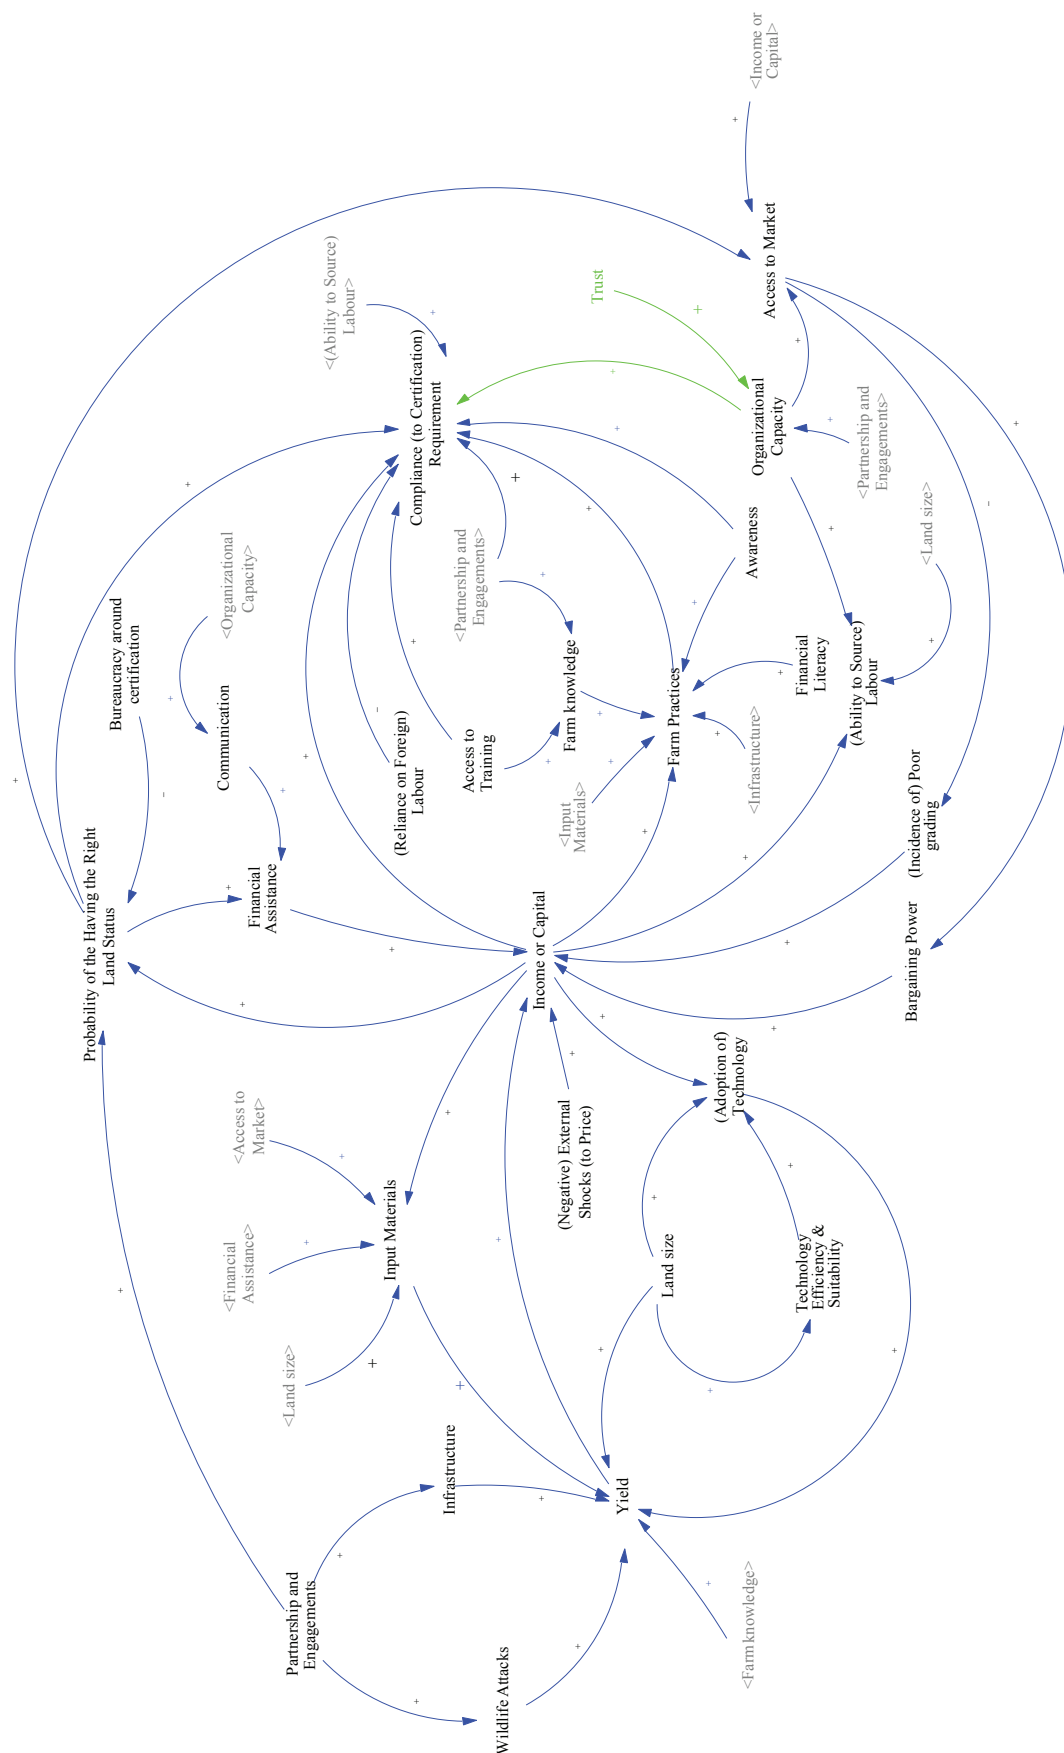 +
Probability of the Having the Right
Land Status
+
Bureaucracy around
certification
-
+
+
Communication
<Organizational
Capacity>
+
<Financial
Assistance>
<Access to
Market>
+
Financial
Assistance
+
<Land size>
Partnership and
Engagements
+
+
<(Ability to Source)
Labour>
+
+
+
-
Input Materials
+
(Reliance on Foreign)
Labour
+
Compliance (to Certification)
Requirement
+
+
+
Infrastructure
+
<Partnership and
Engagements>
Access to
Training
+
Wildlife Attacks
+
Income or Capital
+
+
+
(Negative) External
Shocks (to Price)
<Input
Materials>
Farm knowledge
+
+
+
Trust
+
+
+
+
+
+
Yield
+
+
Land size
Farm Practices
+
+
+
+
+
(Adoption of)
Technology
+
+
<Farm knowledge>
Awareness
<Infrastructure>
<Income or
Capital>
Organizational
Capacity
Access to Market
+
+
+
+
+
Technology
Efficiency &
Suitability
Financial
Literacy
+
+
(Ability to Source)
Labour
<Partnership and
Engagements>
+
Bargaining Power
(Incidence of) Poor
grading
<Land size>
+
-
+